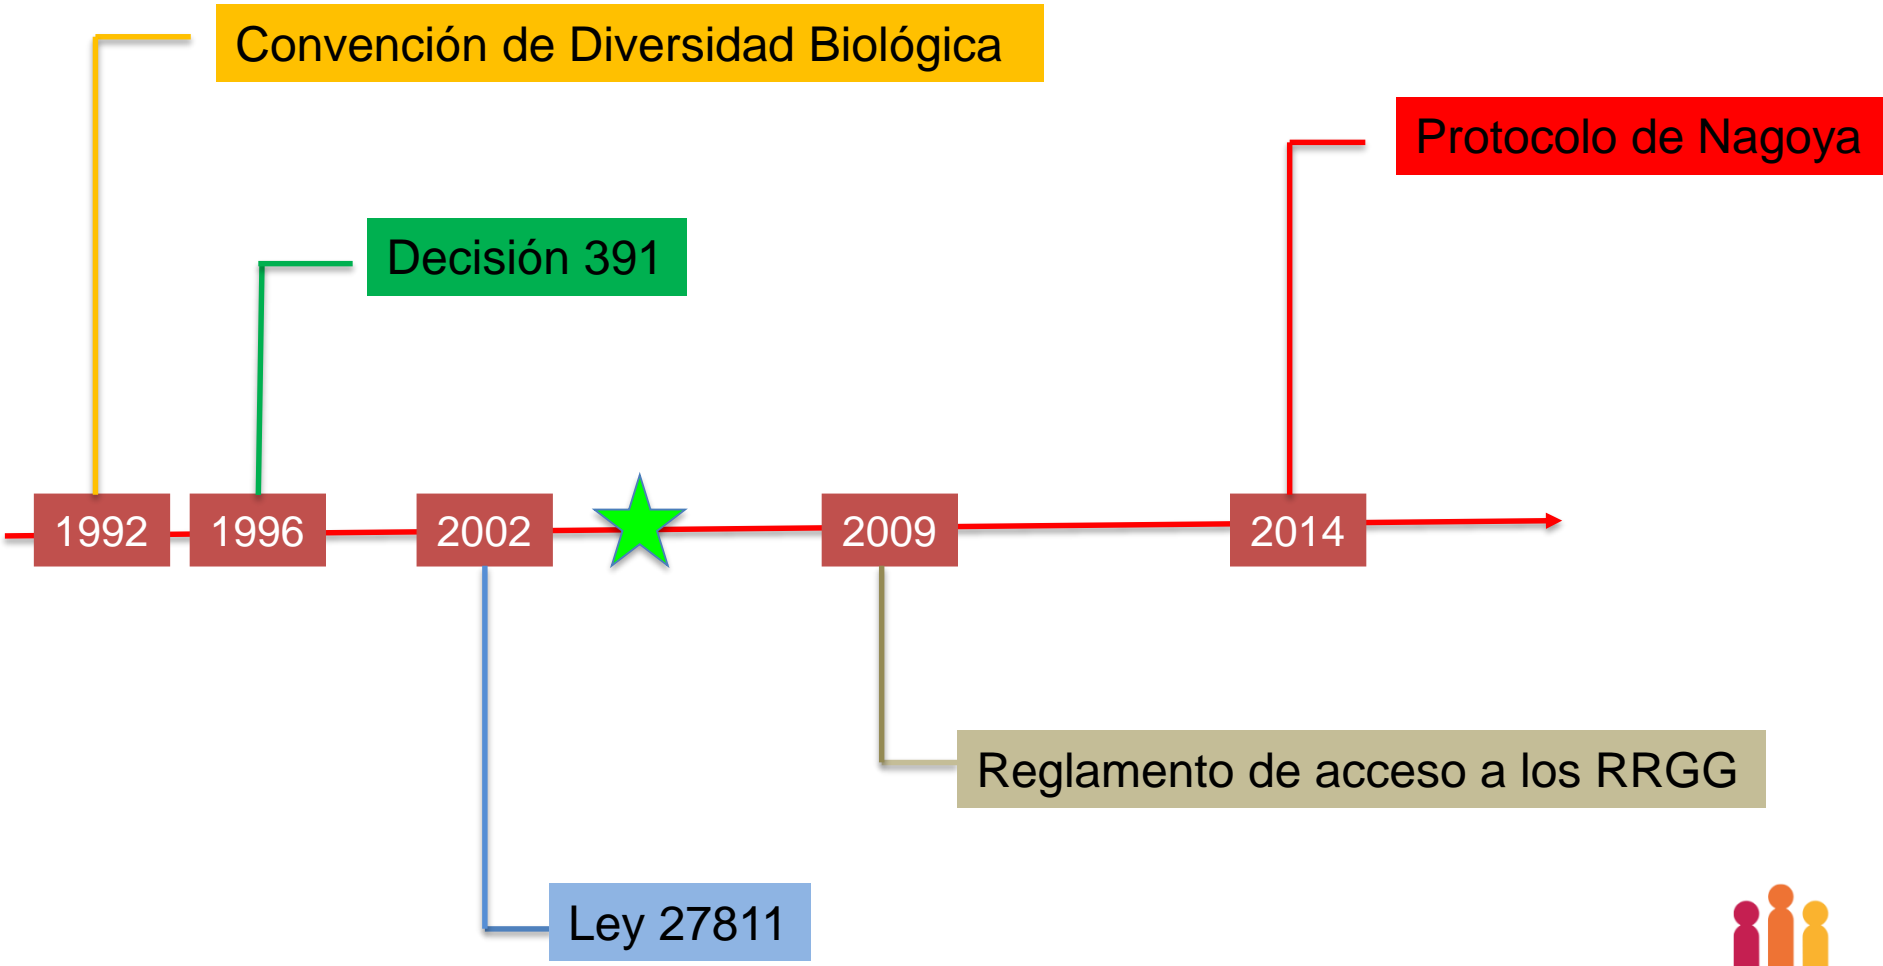 Convención de Diversidad Biológica
Protocolo de Nagoya
Decisión 391
1992
1996
2002
2009
2014
Reglamento de acceso a los RRGG
Ley 27811